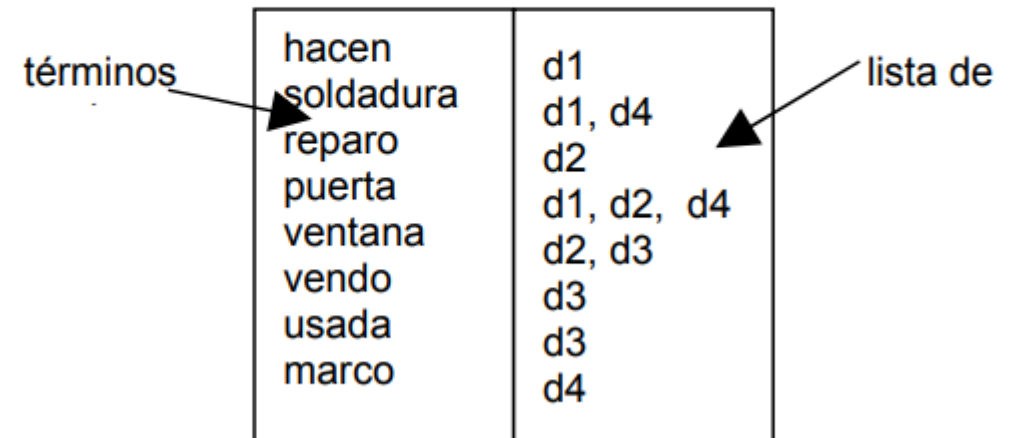 términos
hacen
soldadura
reparo
puerta
ventana
vendo
usada
marco
d1
d1, d4
d2
d1, d2, d4
d2, d3
d3
d3
d4
lista de